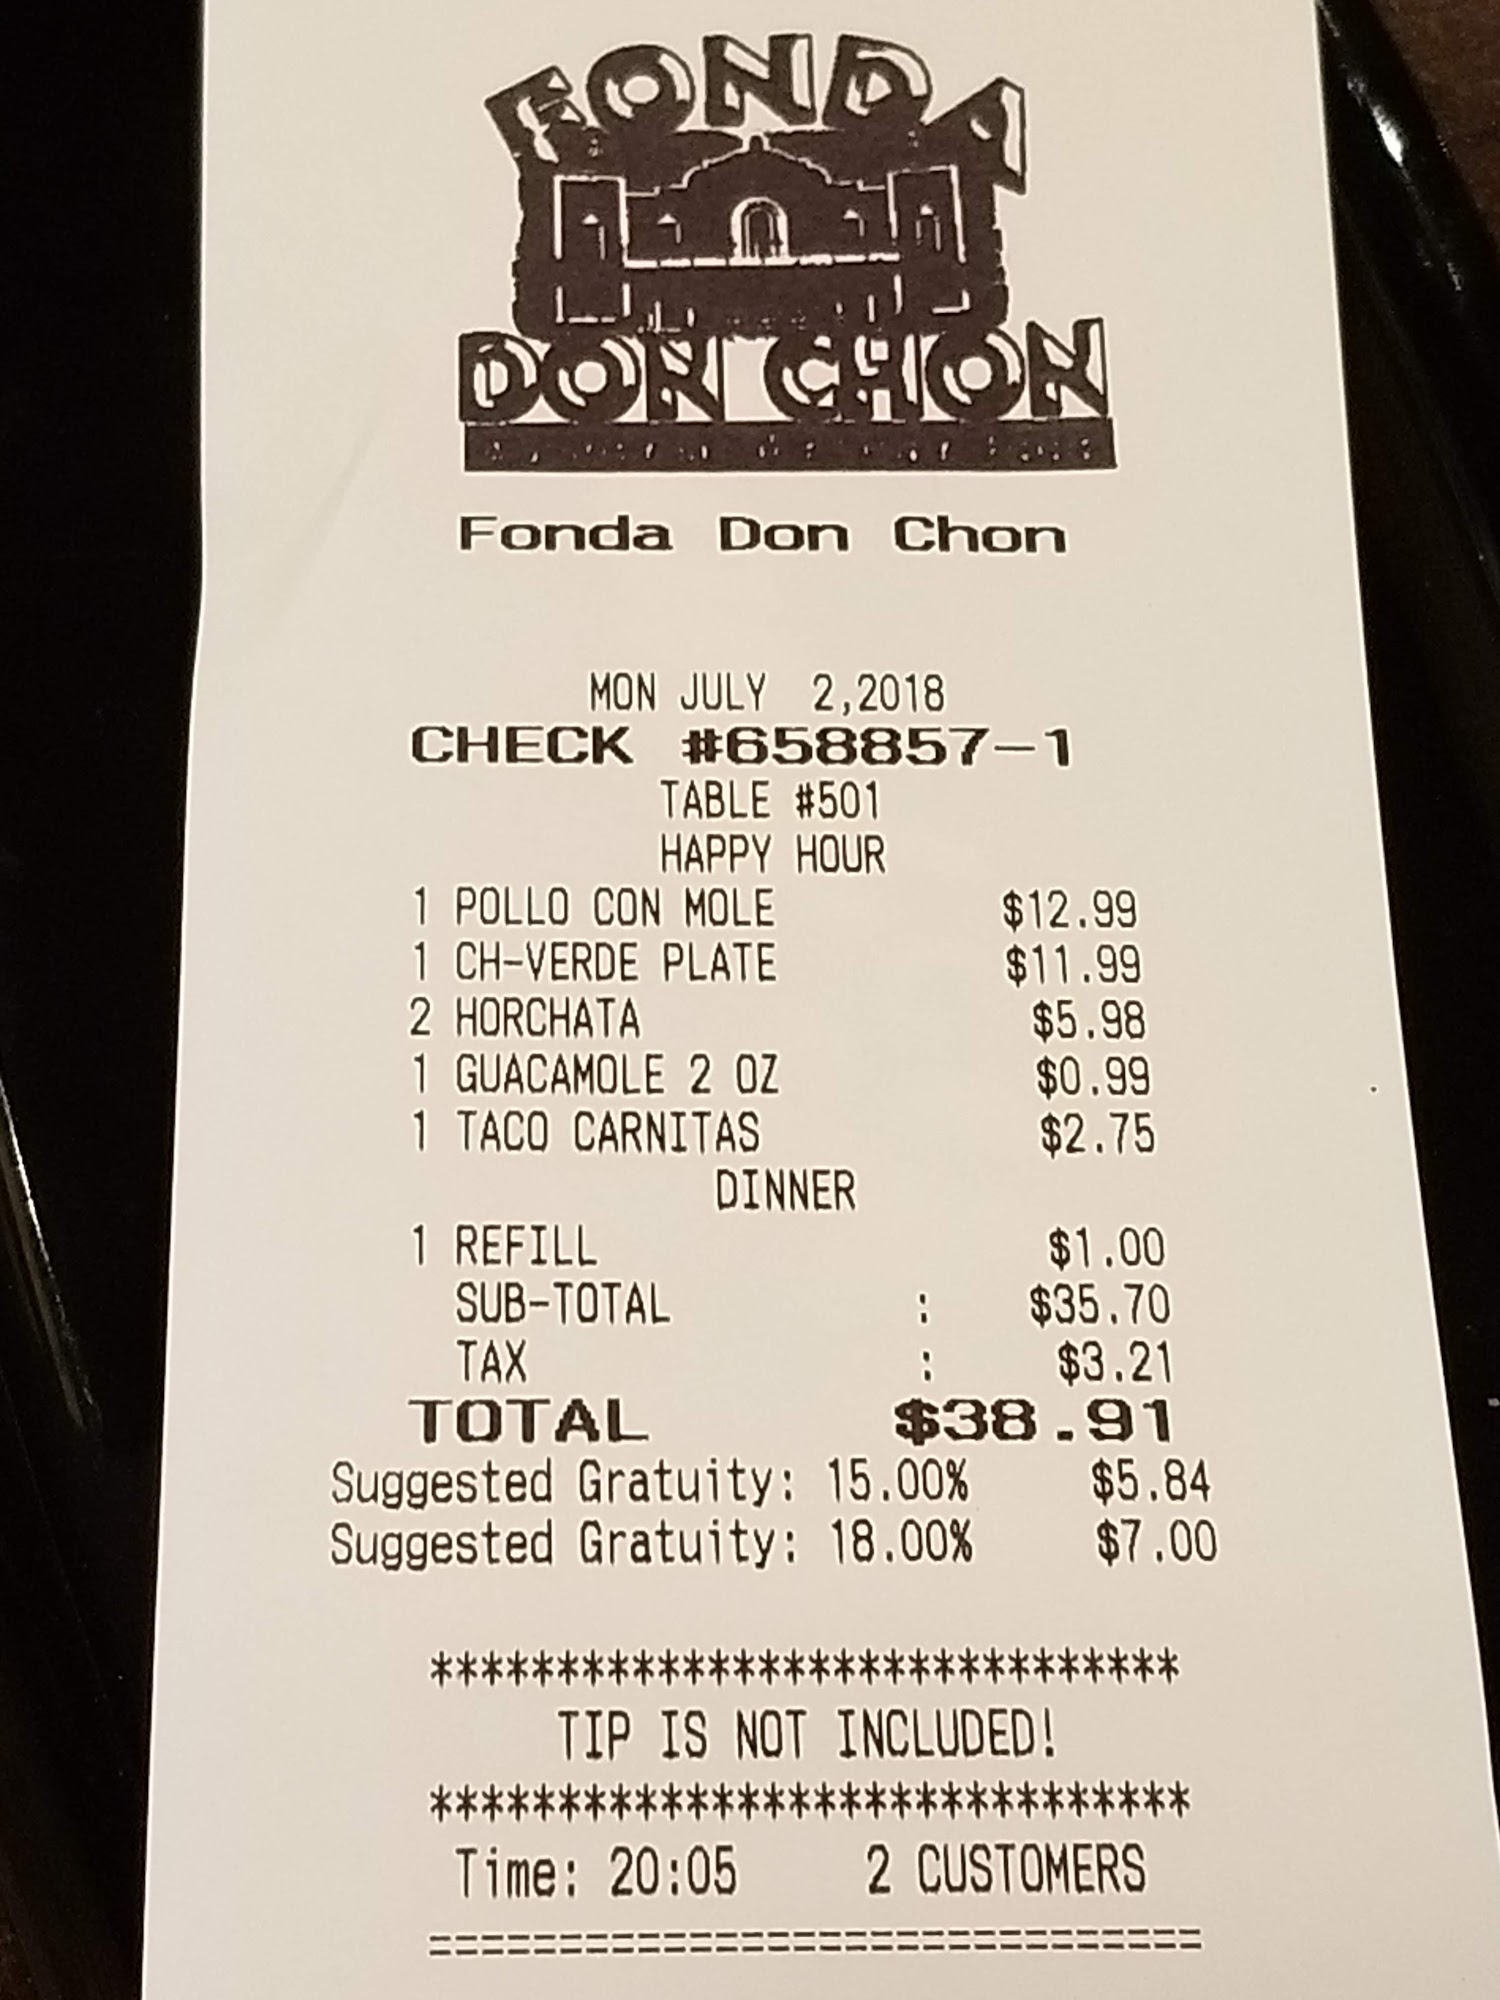 FONDA
DON CHON
Fonda Don Chon
MON JULY 2,2018
CHECK #658857-1
TABLE #501
HAPPY HOUR
1 POLLO CON MOLE $12.99
1 CH-VERDE PLATE $11.99
2 HORCHATA $5.98
1 GUACAMOLE 2 OZ $0.99
1 TACO CARNITAS $2.75
DINNER
1 REFILL $1.00
SUB-TOTAL : $35.70
TAX : $3.21
TOTAL $38.91
Suggested Gratuity: 15.00% $5.84
Suggested Gratuity: 18.00% $7.00
******************************
TIP IS NOT INCLUDED!
******************************
Time: 20:05 2 CUSTOMERS
==============================